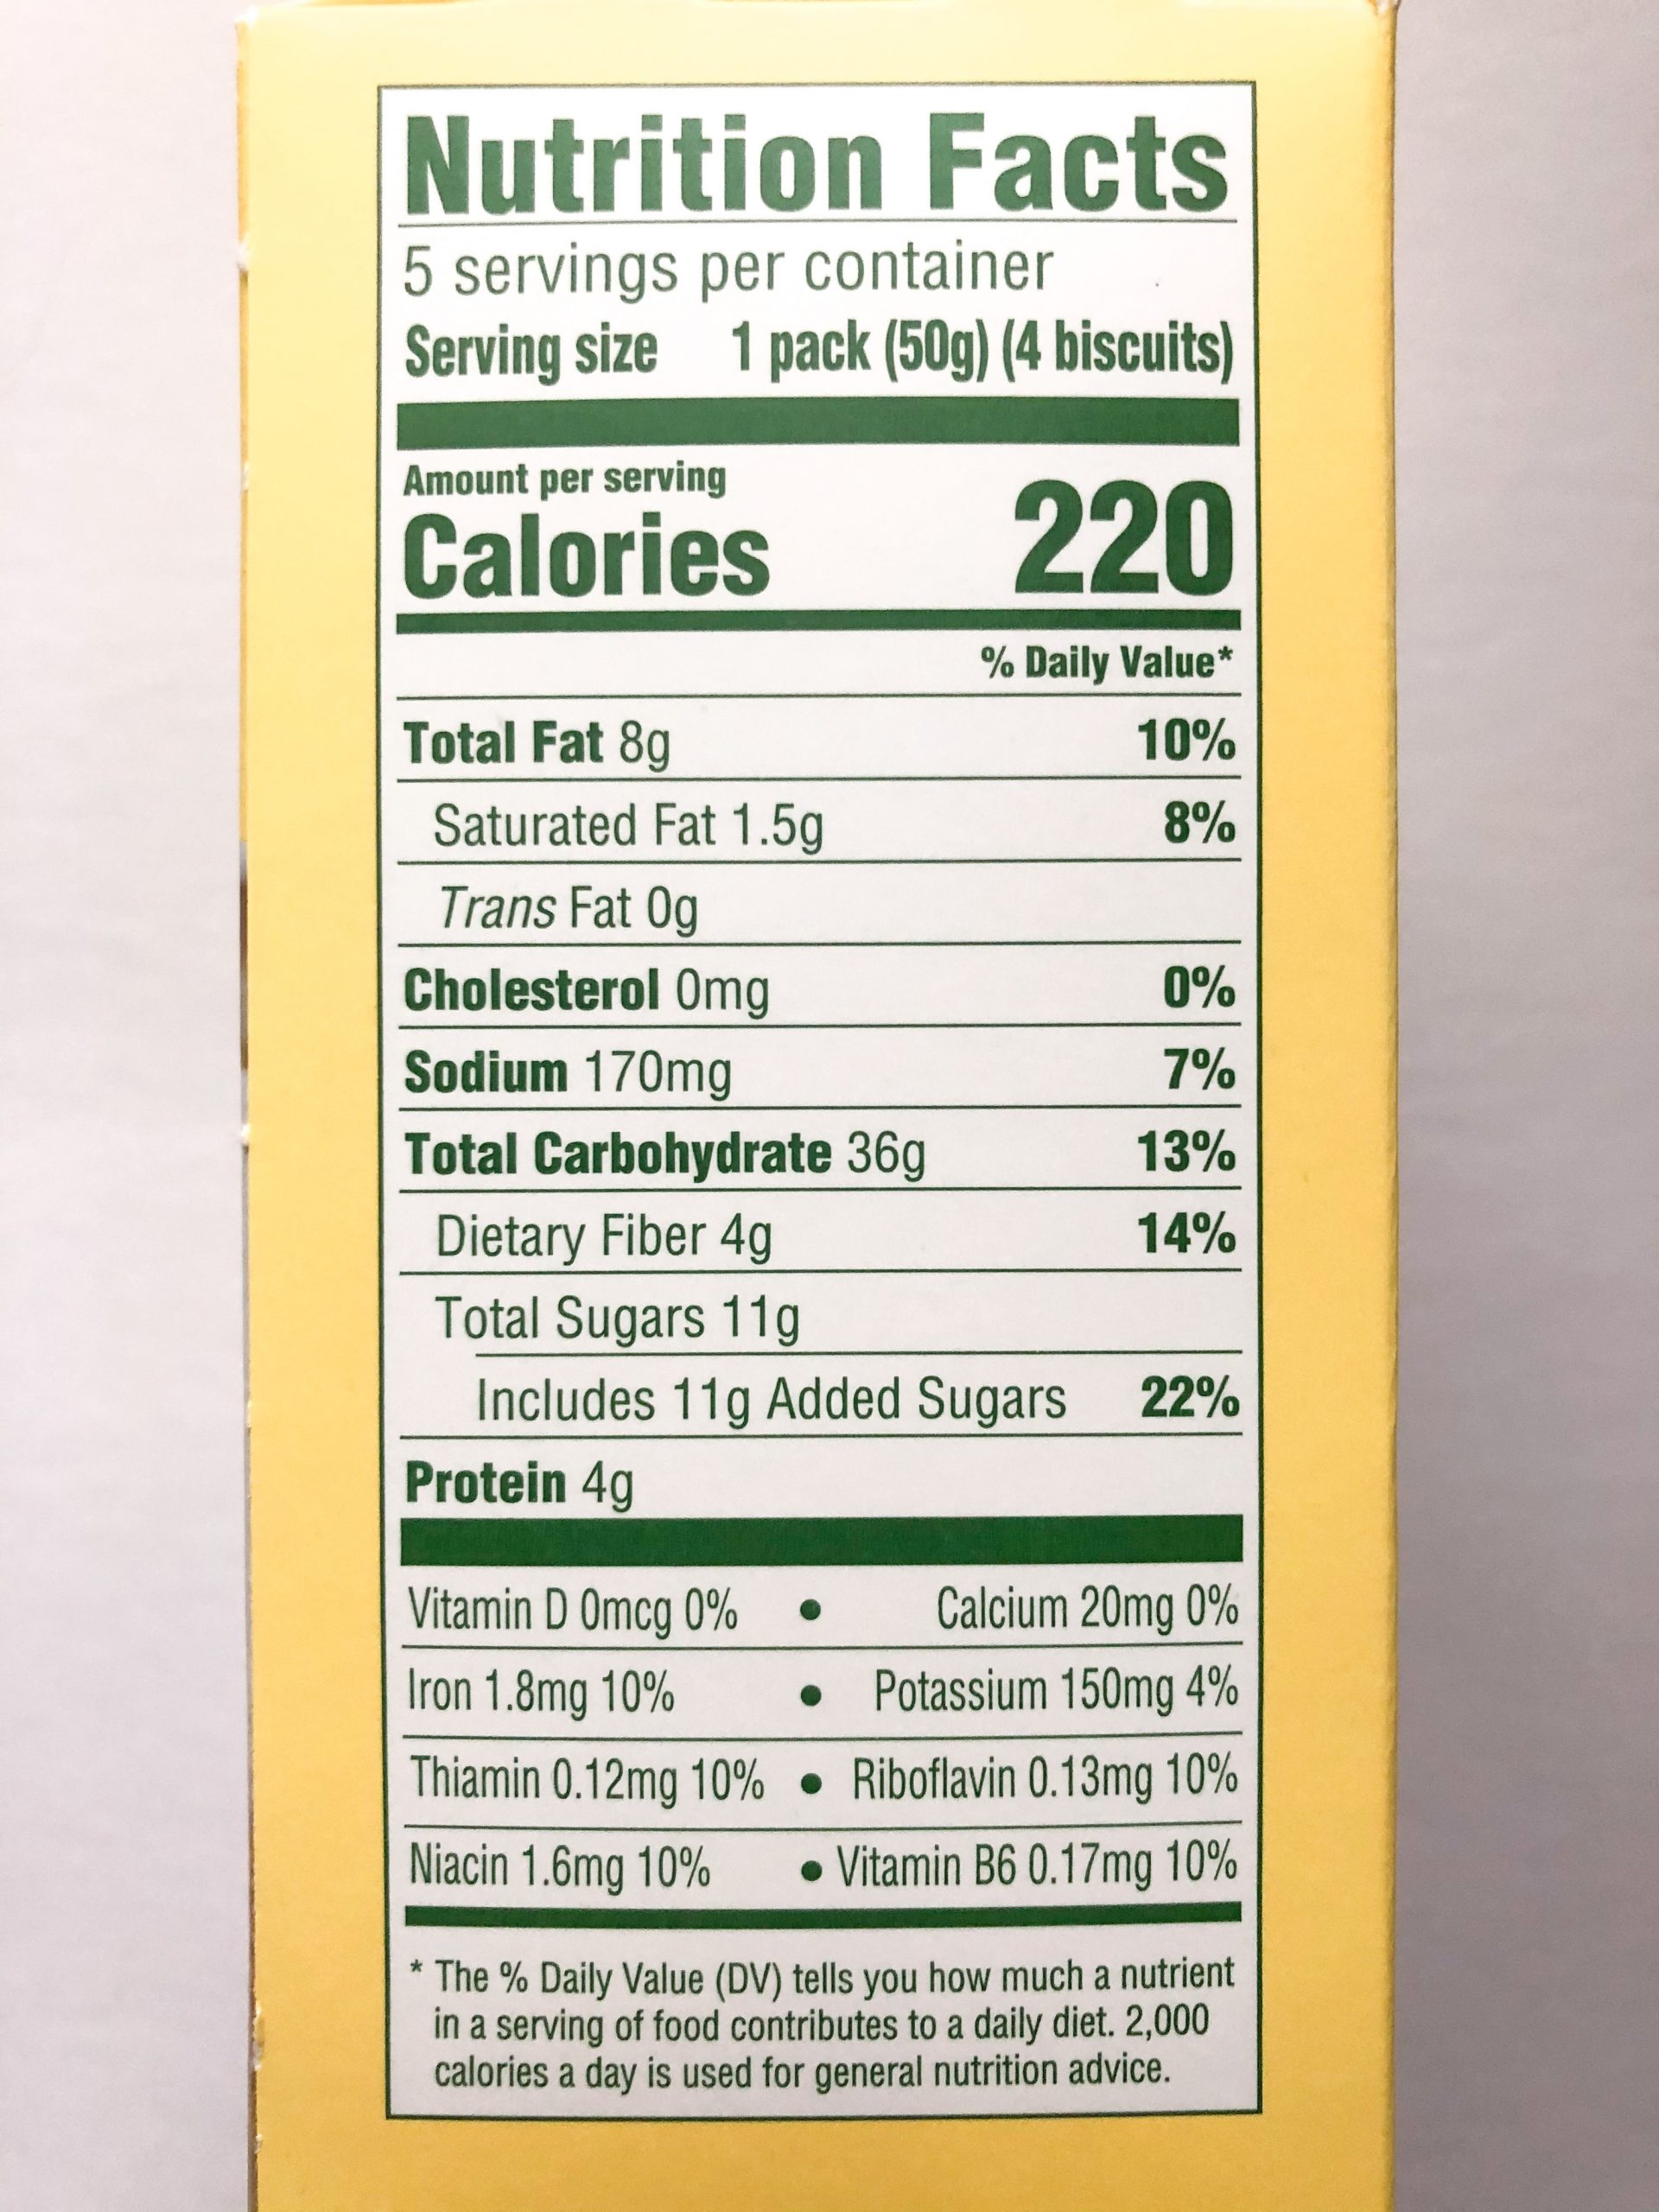 Nutrition Facts
5 servings per container
Serving size 1 pack (50g) (4 biscuits)
Amount per serving
Calories 220
% Daily Value*
Total Fat 8g 10%
Saturated Fat 1.5g 8%
Trans Fat 0g
Cholesterol 0mg 0%
Sodium 170mg 7%
Total Carbohydrate 36g 13%
Dietary Fiber 4g 14%
Total Sugars 11g
Includes 11g Added Sugars 22%
Protein 4g
Vitamin D 0mcg 0% • Calcium 20mg 0%
Iron 1.8mg 10% • Potassium 150mg 4%
Thiamin 0.12mg 10% • Riboflavin 0.13mg 10%
Niacin 1.6mg 10% • Vitamin B6 0.17mg 10%
* The % Daily Value (DV) tells you how much a nutrient
in a serving of food contributes to a daily diet. 2,000
calories a day is used for general nutrition advice.